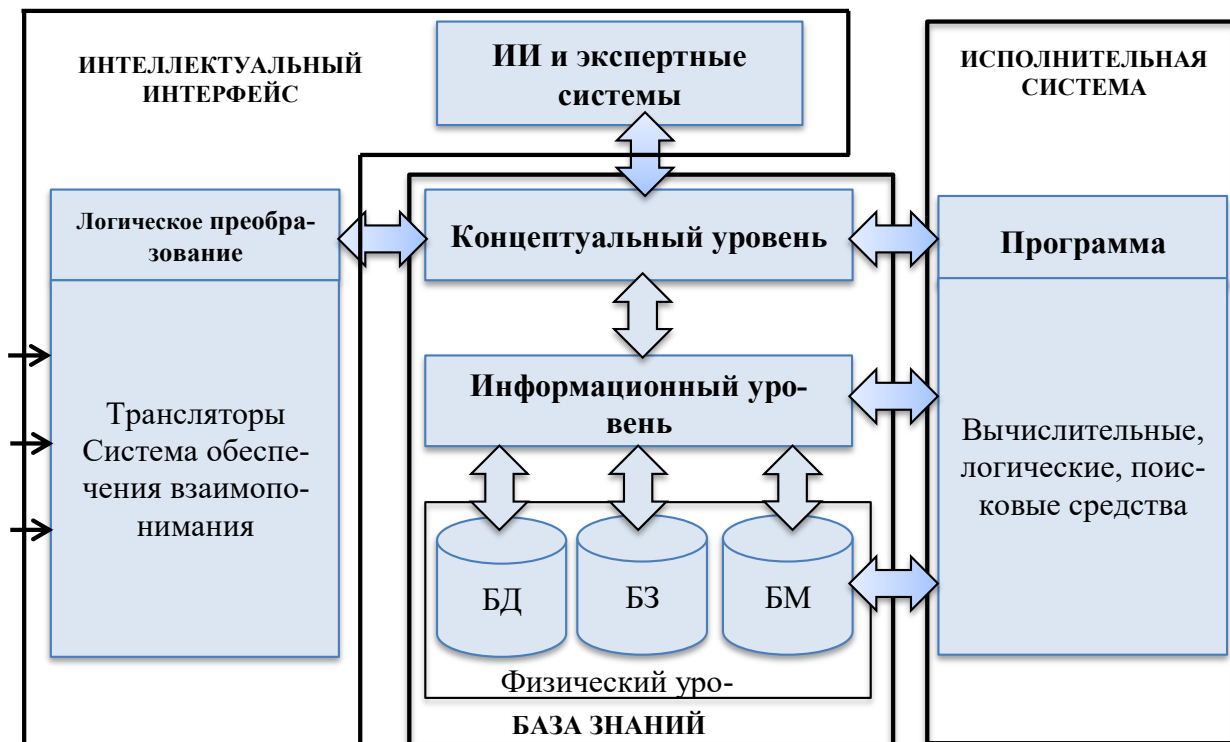 ИНТЕЛЛЕКТУАЛЬНЫЙ
ИНТЕРФЕЙС
ИИ и экспертные
системы
ИСПОЛНИТЕЛЬНАЯ
СИСТЕМА
Логическое преобра-
зование
Концептуальный уровень
Программа
Трансляторы
Система обеспе-
чения взаимопо-
нимания
Информационный уро-
вень
Вычислительные,
логические, поис-
ковые средства
БД
БЗ
БМ
Физический уро-
БАЗА ЗНАНИЙ